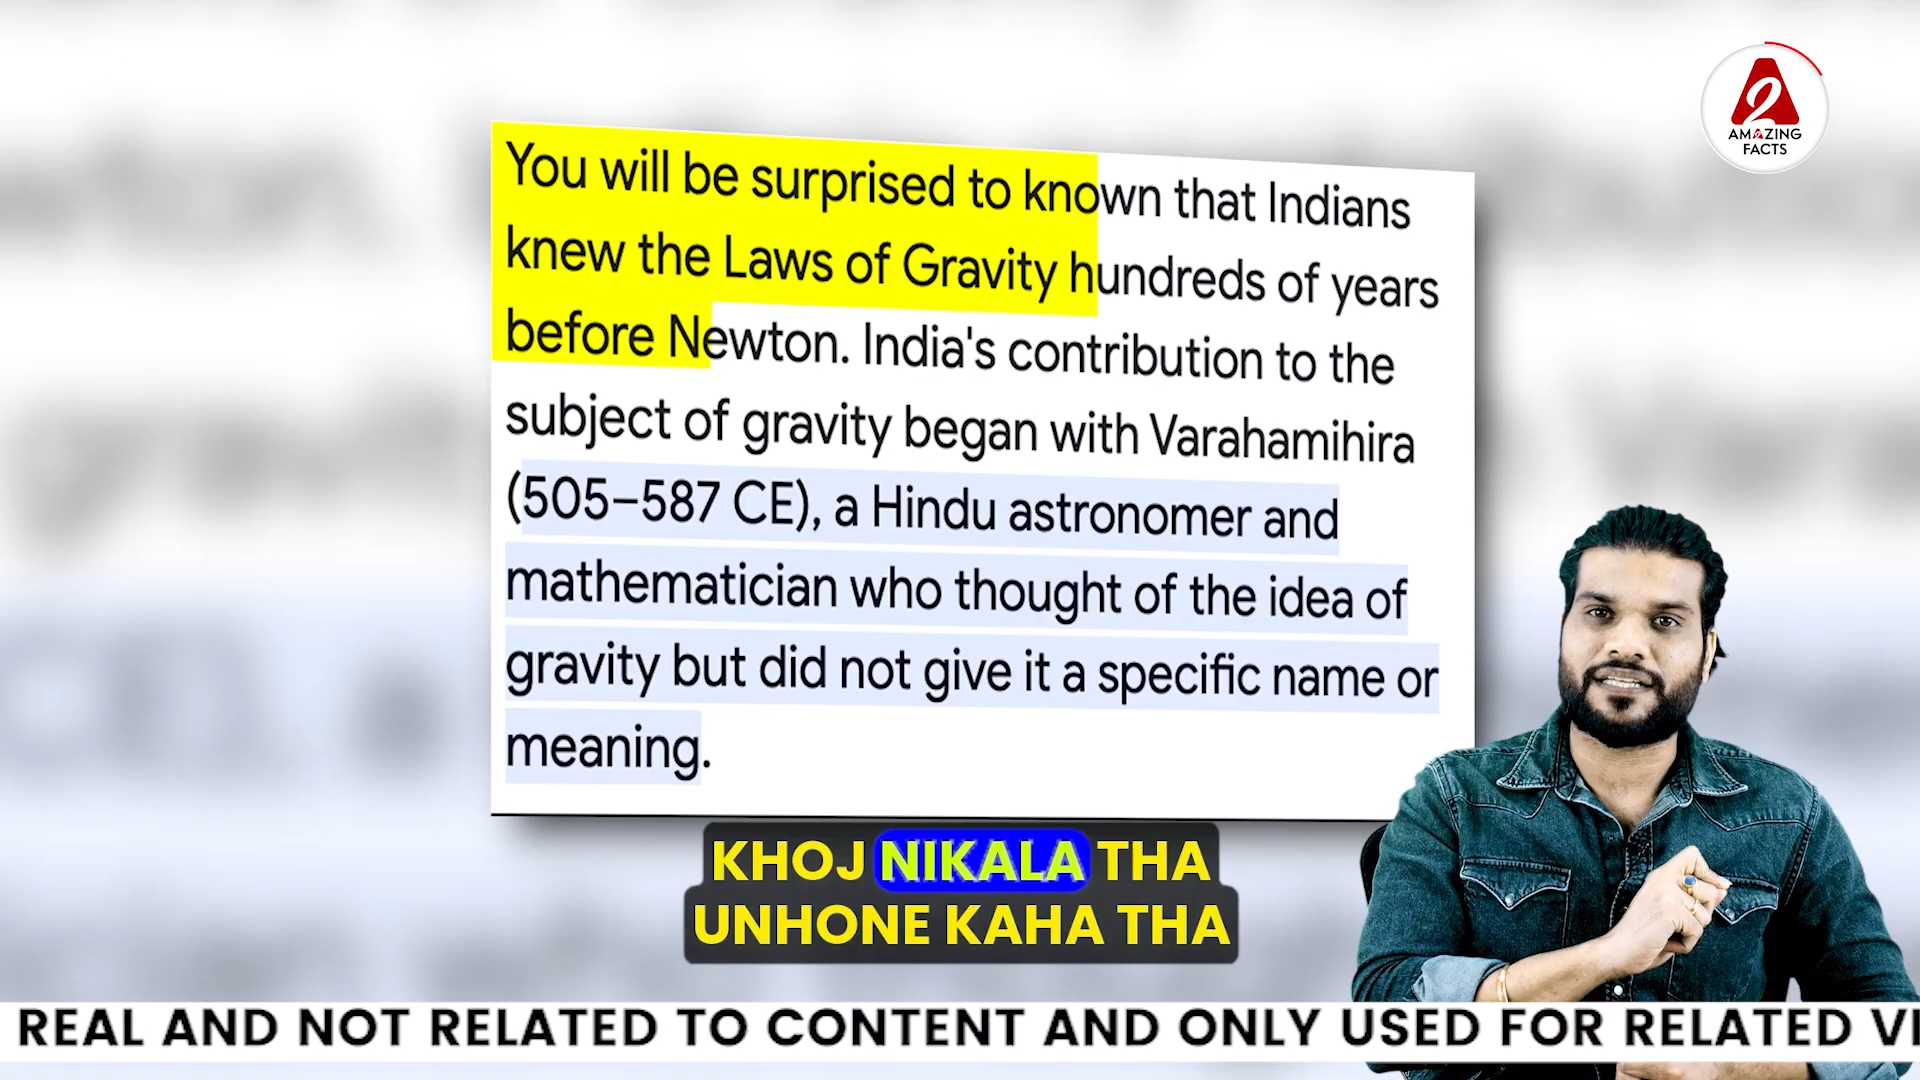 AMAZING
FACTS
You will be surprised to known that Indians
knew the Laws of Gravity hundreds of years
before Newton. India's contribution to the
subject of gravity began with Varahamihira
(505–587 CE), a Hindu astronomer and
mathematician who thought of the idea of
gravity but did not give it a specific name or
meaning.
KHOJ NIKALA THA
UNHONE KAHA THA
REAL AND NOT RELATED TO CONTENT AND ONLY USED FOR RELATED VI